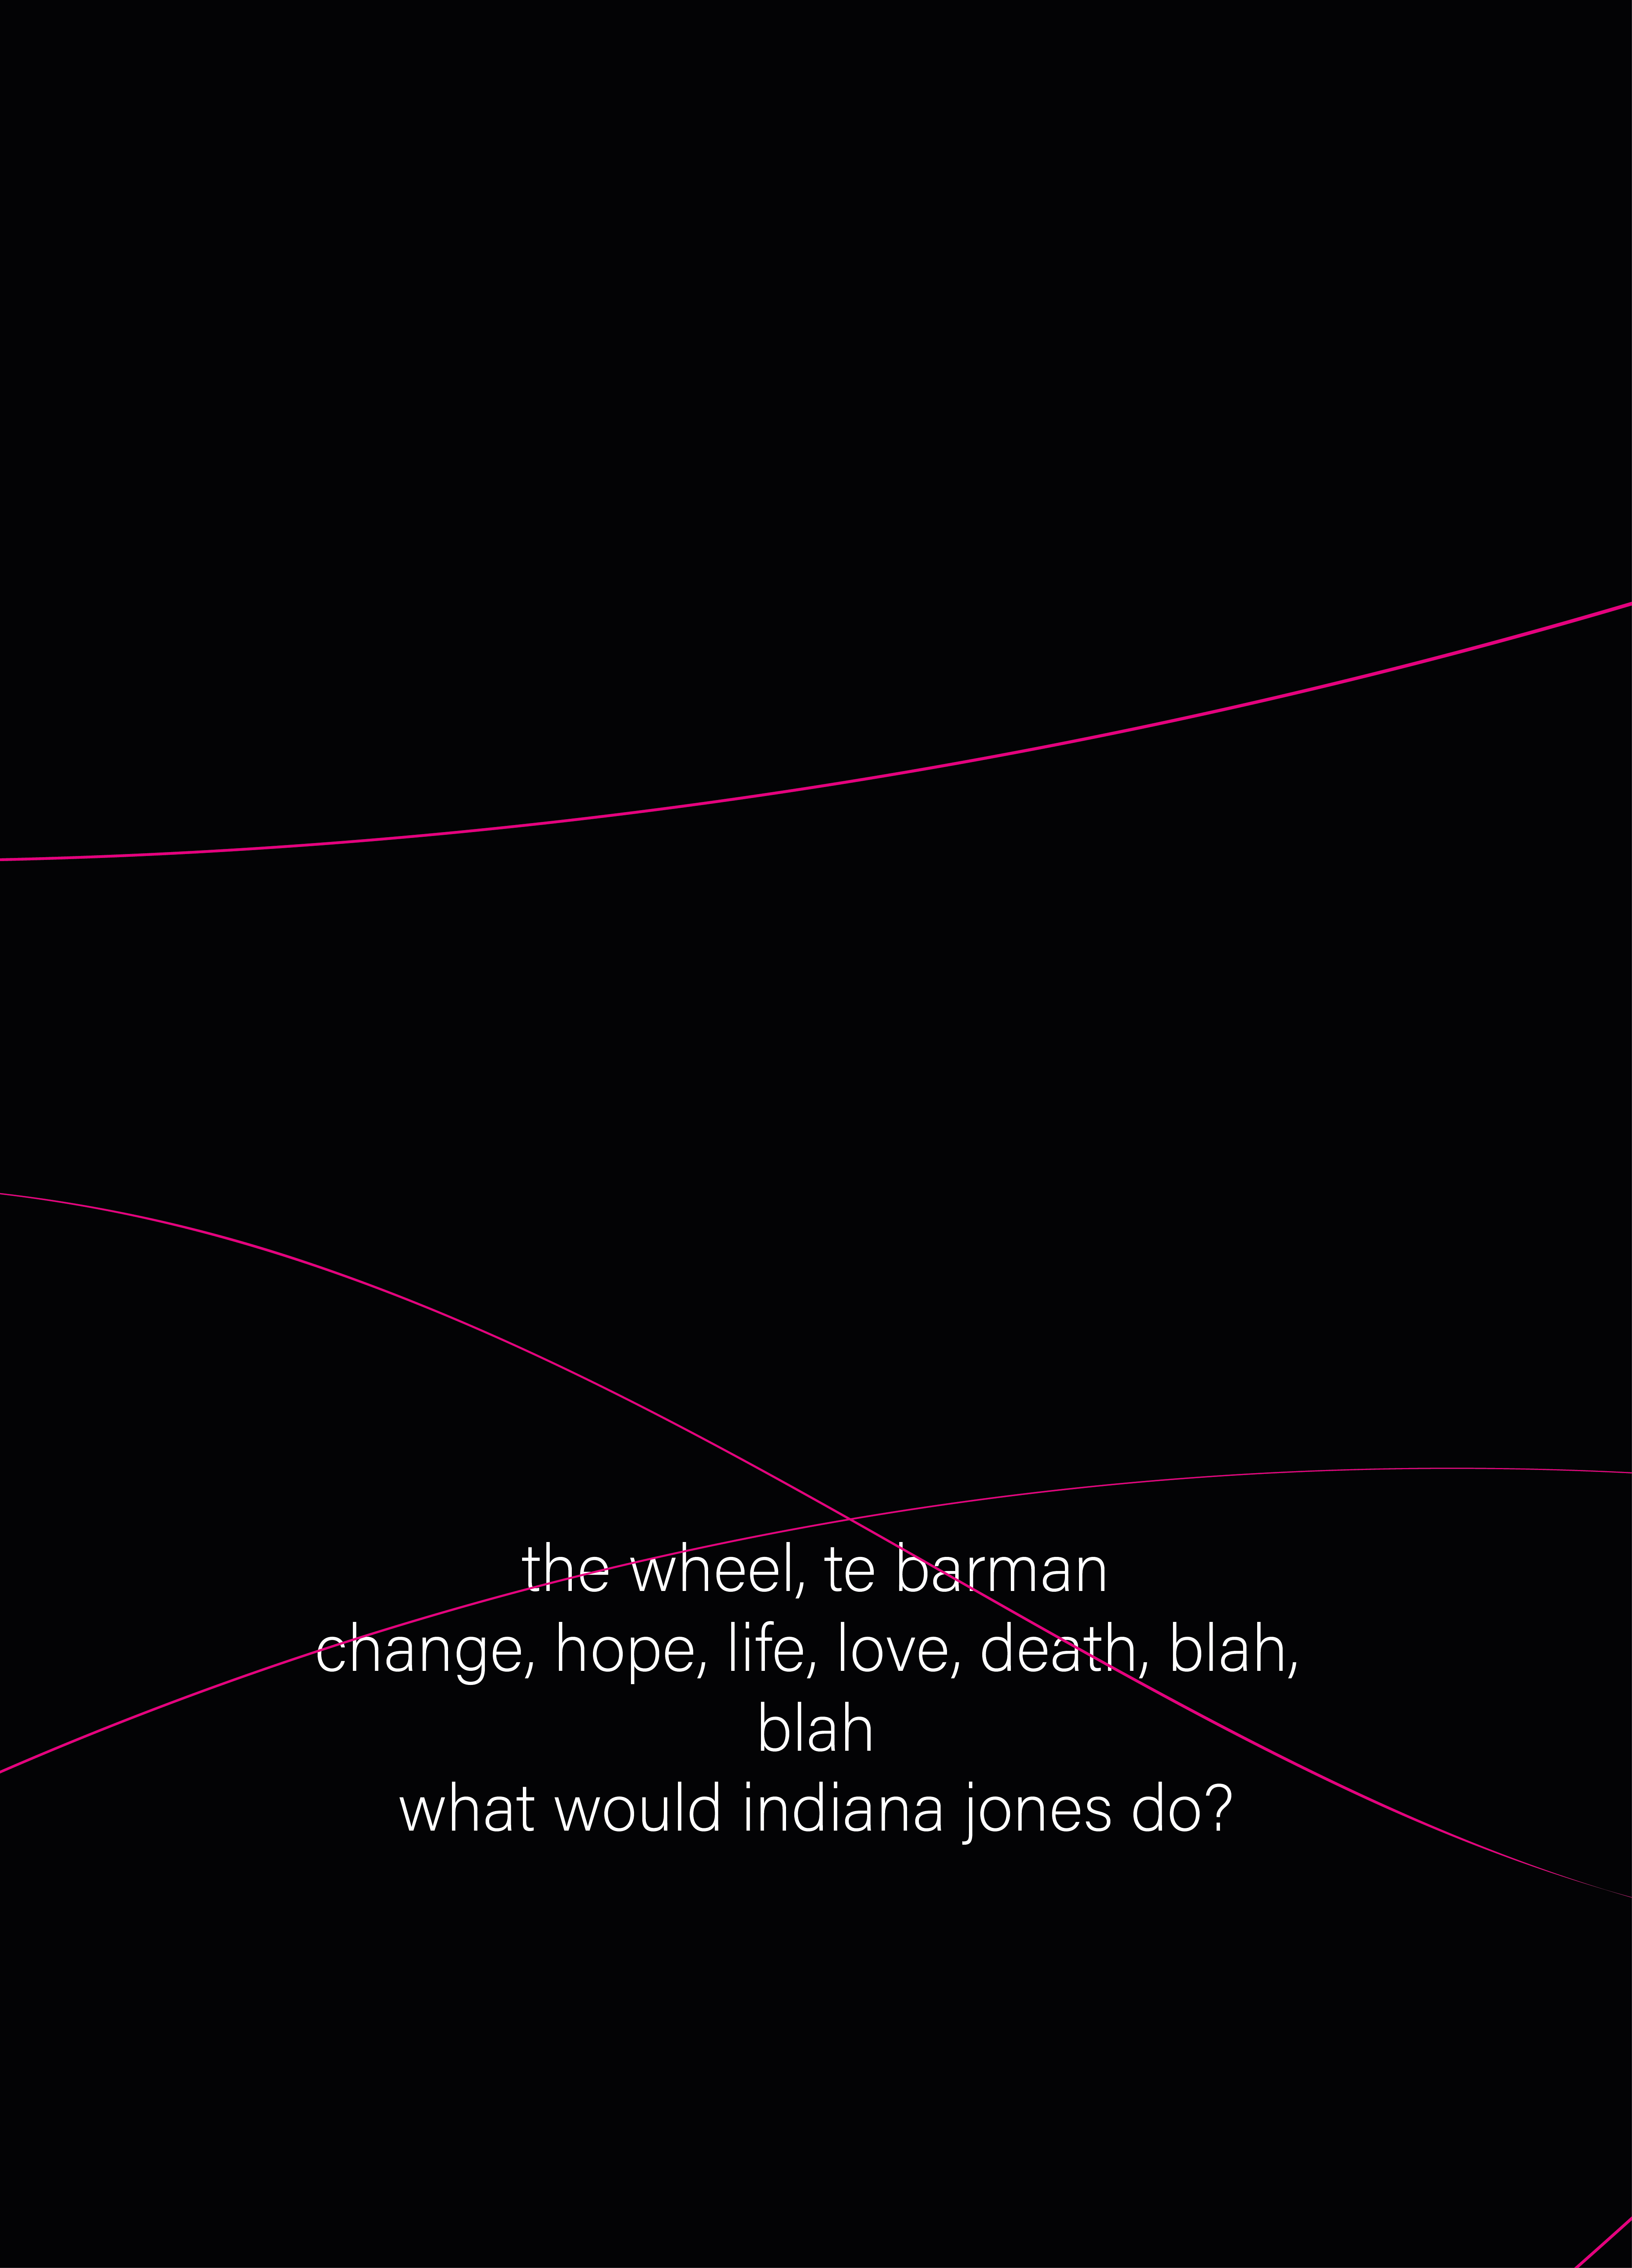 the wheel, te barman
change, hope, life, love, death, blah,
blah
what would indiana jones do?